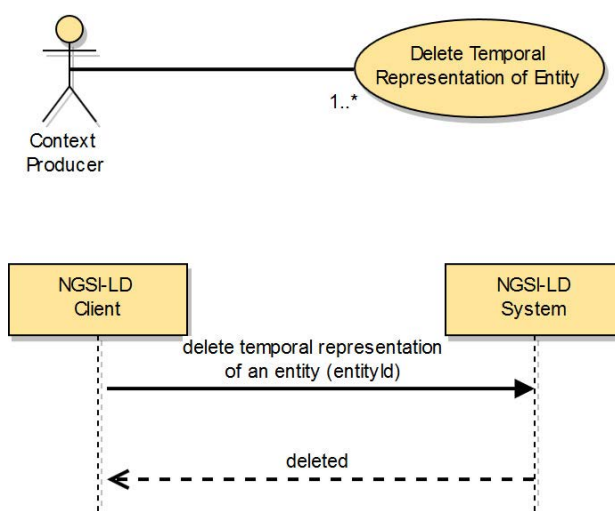 Delete Temporal
Representation of Entity
1..*
Context
Producer
NGSI-LD
Client
NGSI-LD
System
delete temporal representation
of an entity (entityId)
deleted